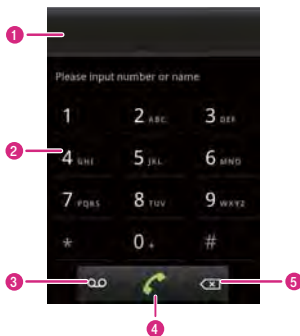 1
Please input number or name
1 2 ABC 3 DEF
2
4 GHI 5 JKL 6 MNO
7 PQRS 8 TUV 9 WXYZ
* 0 + #
3 5
4